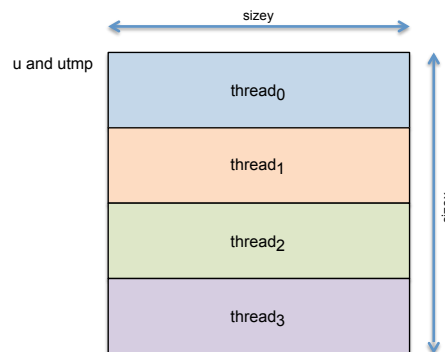 sizey
u and utmp
thread0
thread1
thread2
thread3